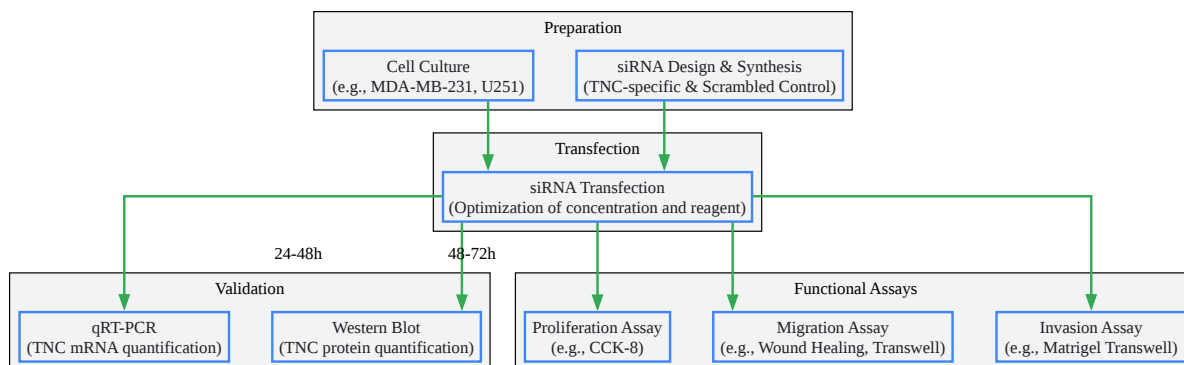 Preparation
Cell Culture
(e.g., MDA-MB-231, U251)
siRNA Design & Synthesis
(TNC-specific & Scrambled Control)
Transfection
siRNA Transfection
(Optimization of concentration and reagent)
24-48h
48-72h
Validation
qRT-PCR
(TNC mRNA quantification)
Western Blot
(TNC protein quantification)
Functional Assays
Proliferation Assay
(e.g., CCK-8)
Migration Assay
(e.g., Wound Healing, Transwell)
Invasion Assay
(e.g., Matrigel Transwell)